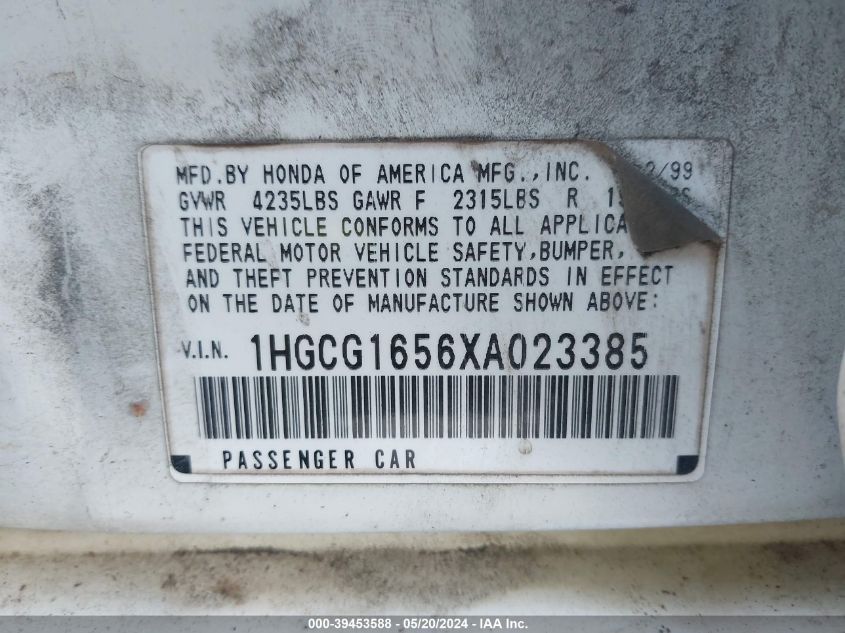 MFD.BY HONDA OF AMERICA MFG.,INC. 2/99
GVWR 4235LBS GAWR F 2315LBS R
THIS VEHICLE CONFORMS TO ALL
FEDERAL MOTOR VEHICLE SAFETY,BUMPER,
AND THEFT PREVENTION STANDARDS IN EFFECT
ON THE DATE OF MANUFACTURE SHOWN ABOVE:
V.I.N. 1HGCG1656XA023385
PASSENGER CAR
000-39453588 - 05/20/2024 - IAA Inc.